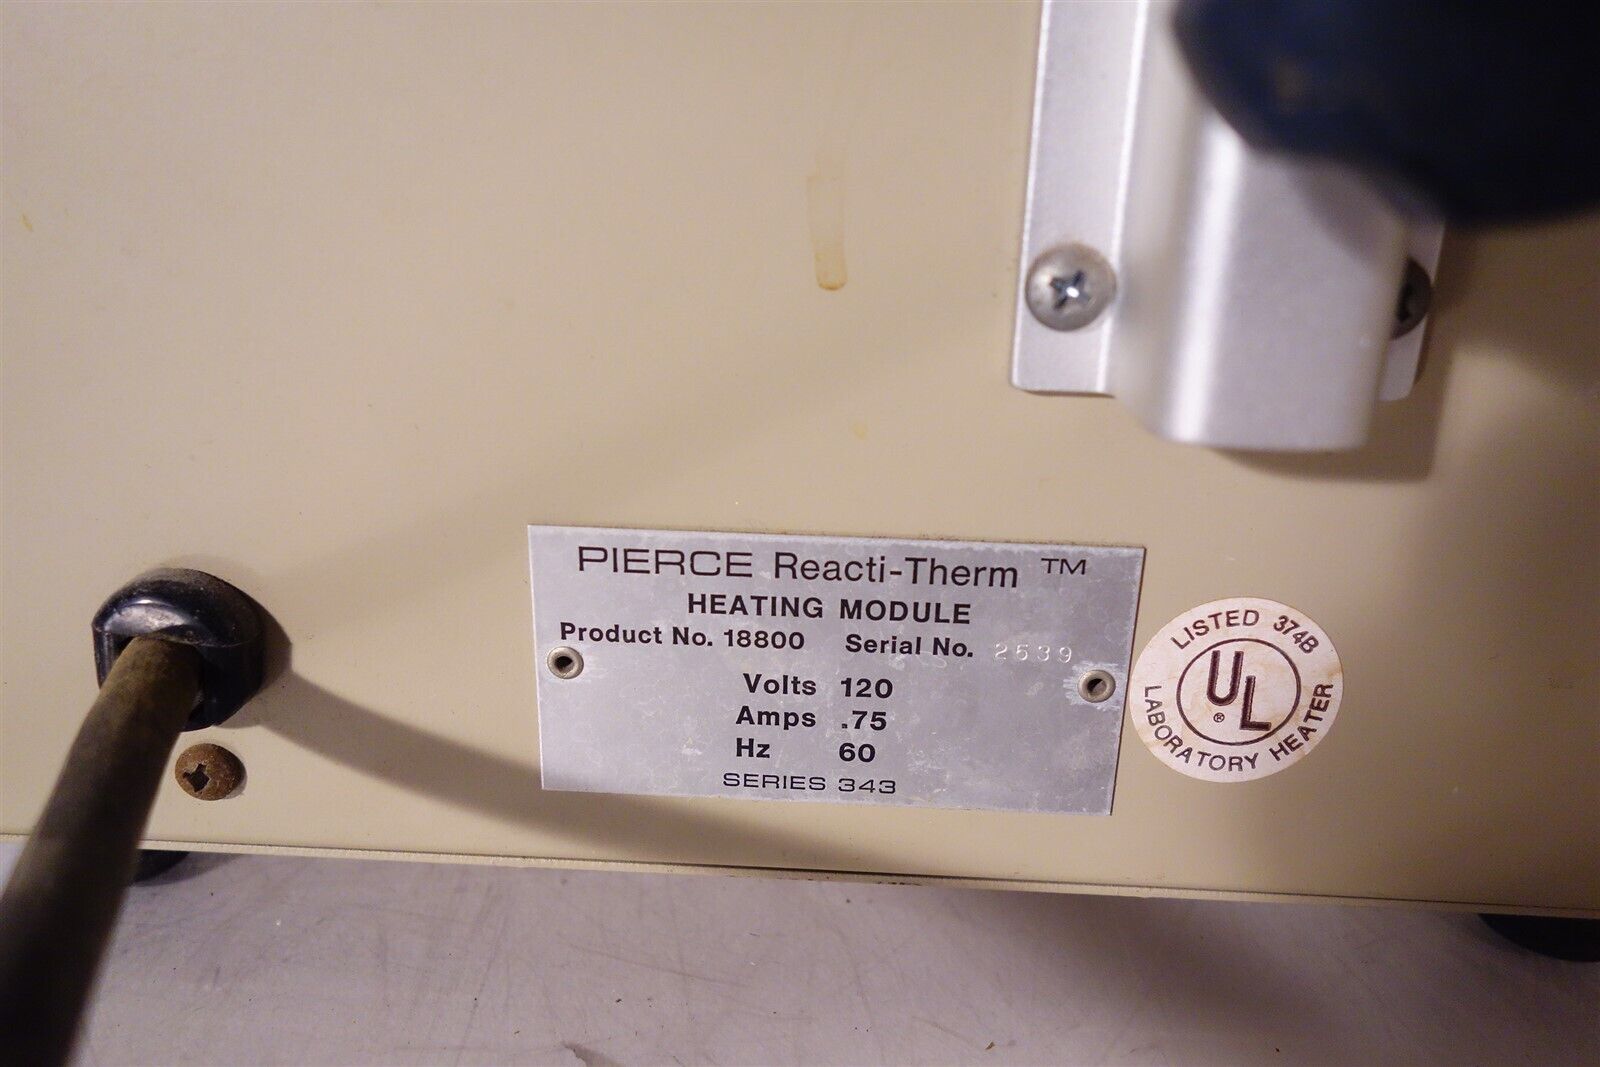 PIERCE Reacti-Therm ™
HEATING MODULE
Product No. 18800 Serial No. 2539
Volts 120
Amps .75
Hz 60
SERIES 343
LISTED 374B
UL
®
LABORATORY HEATER